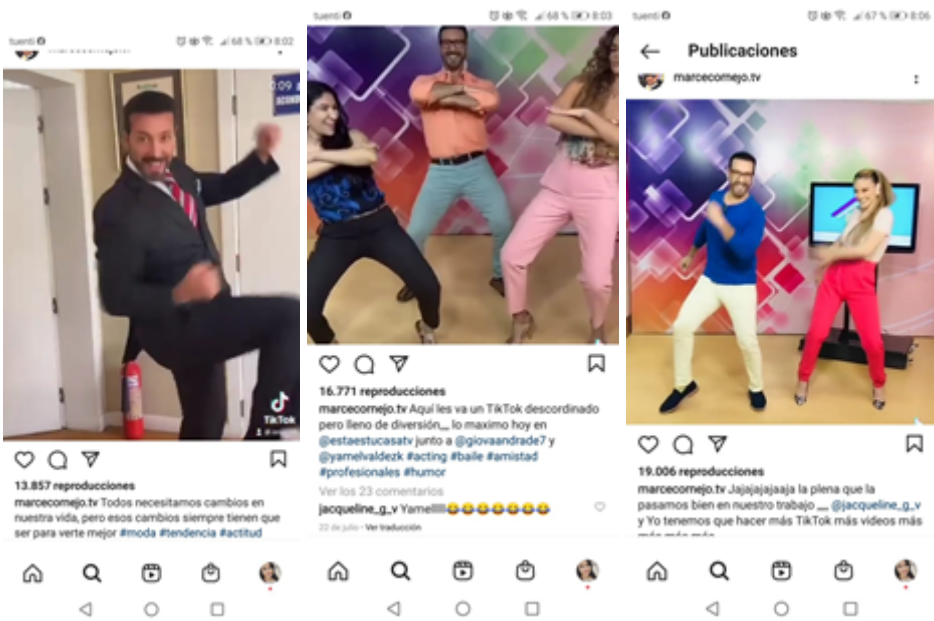 tuenti
68 % 8:02
0:09
TikTok
13.857 reproducciones
marcecornejo.tv Todos necesitamos cambios en
nuestra vida, pero esos cambios siempre tienen que
ser para verte mejor #moda #tendencia #actitud
tuenti
68 % 8:03
16.771 reproducciones
marcecornejo.tv Aquí les va un TikTok descordinado
pero lleno de diversión,,,, lo maximo hoy en
@estaestucasatv junto a @giovaandrade7 y
@yamelvaldezk #acting #baile #amistad
#profesionales #humor
Ver los 23 comentarios
jacqueline_g_v Yamelllll😂😂😂😂😂😂😂
22 de julio · Ver traducción
tuenti
67 % 8:06
Publicaciones
marcecornejo.tv
19.006 reproducciones
marcecornejo.tv Jajajajajaaja la plena que la
pasamos bien en nuestro trabajo ,,,,, @jacqueline_g_v
y Yo tenemos que hacer más TikTok más videos más